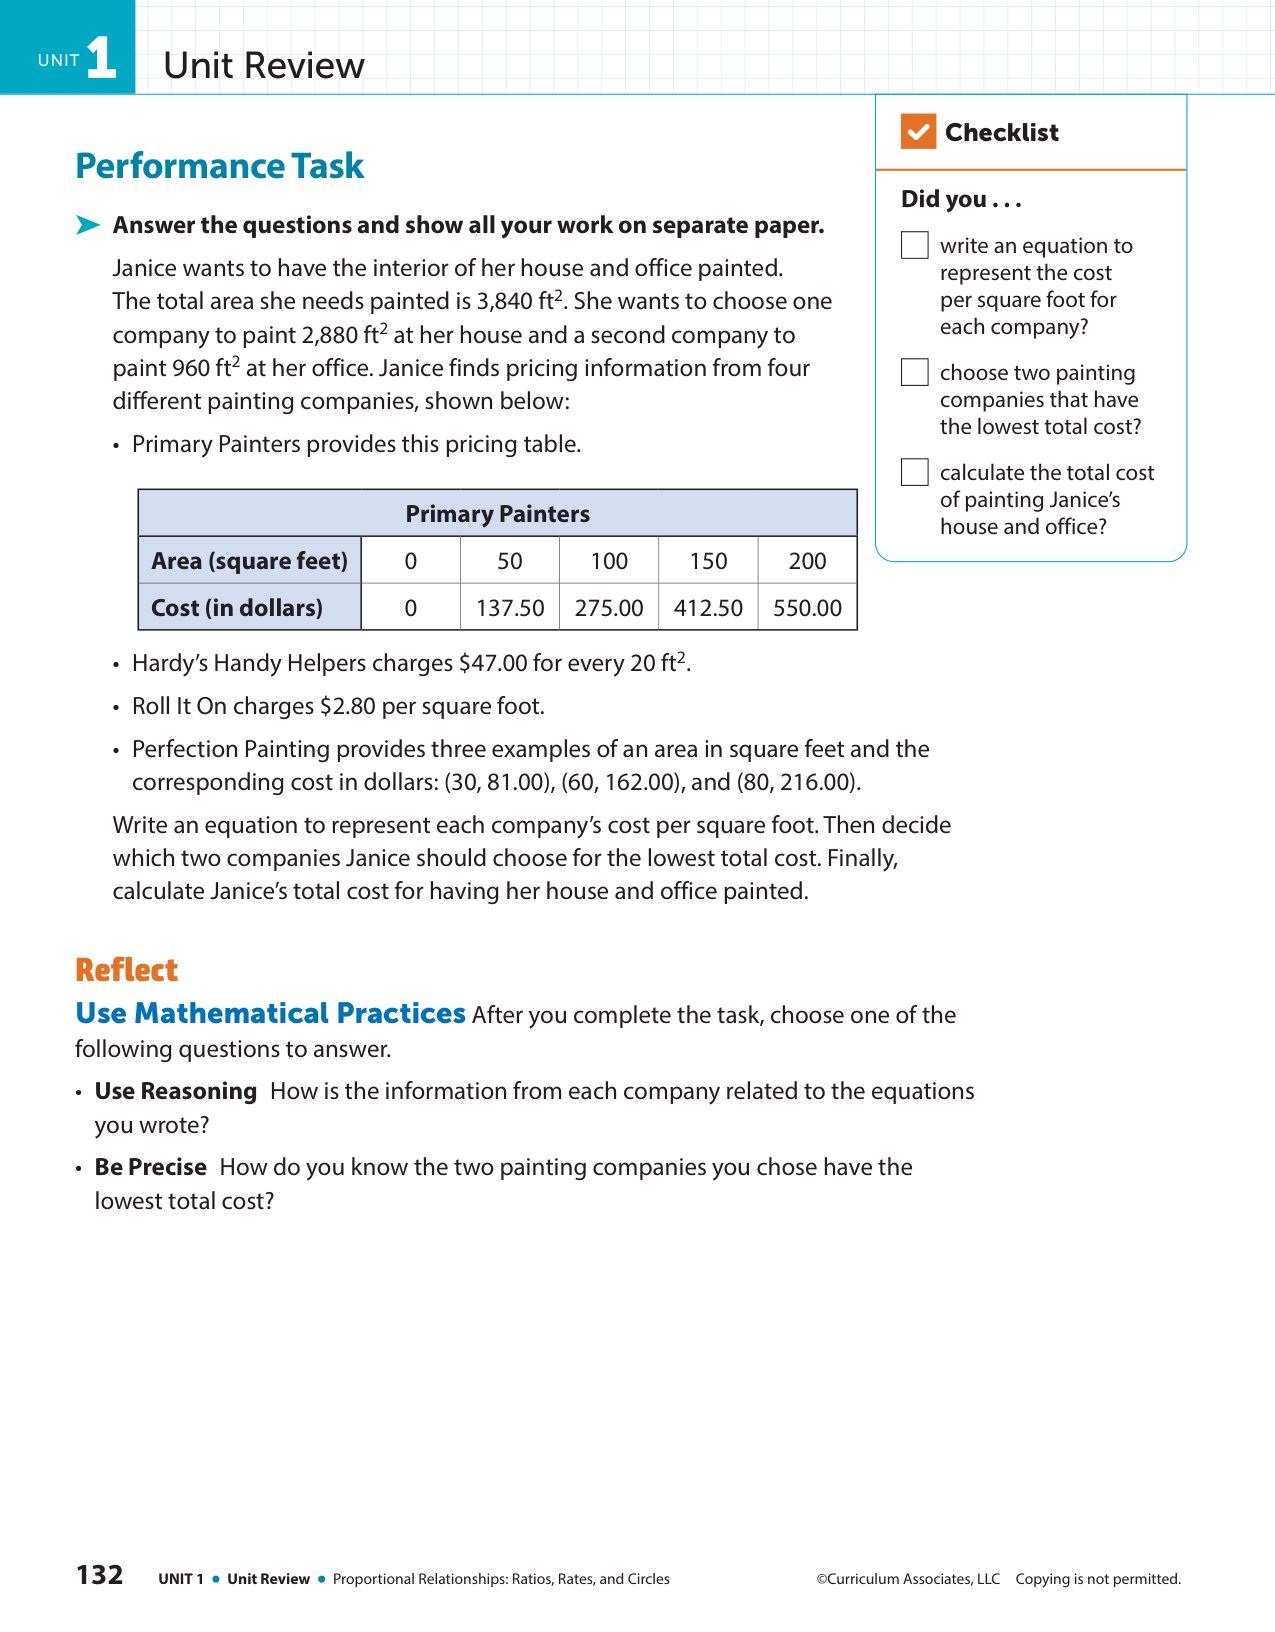 UNIT 1 Unit Review
Performance Task
Answer the questions and show all your work on separate paper.
Janice wants to have the interior of her house and office painted.
The total area she needs painted is 3,840 ft². She wants to choose one
company to paint 2,880 ft² at her house and a second company to
paint 960 ft² at her office. Janice finds pricing information from four
different painting companies, shown below:
• Primary Painters provides this pricing table.
Primary Painters
Area (square feet) 0 50 100 150 200
Cost (in dollars) 0 137.50 275.00 412.50 550.00
• Hardy’s Handy Helpers charges $47.00 for every 20 ft².
• Roll It On charges $2.80 per square foot.
• Perfection Painting provides three examples of an area in square feet and the
corresponding cost in dollars: (30, 81.00), (60, 162.00), and (80, 216.00).
Write an equation to represent each company’s cost per square foot. Then decide
which two companies Janice should choose for the lowest total cost. Finally,
calculate Janice’s total cost for having her house and office painted.
Checklist
Did you . . .
write an equation to
represent the cost
per square foot for
each company?
choose two painting
companies that have
the lowest total cost?
calculate the total cost
of painting Janice’s
house and office?
Reflect
Use Mathematical Practices After you complete the task, choose one of the
following questions to answer.
• Use Reasoning How is the information from each company related to the equations
you wrote?
• Be Precise How do you know the two painting companies you chose have the
lowest total cost?
132 UNIT 1 • Unit Review • Proportional Relationships: Ratios, Rates, and Circles
©Curriculum Associates, LLC Copying is not permitted.